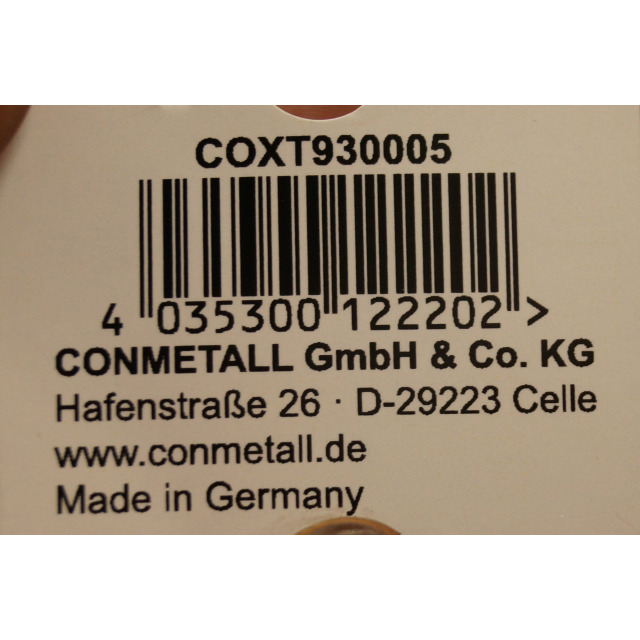 COXT930005
4 035300 122202 >
CONMETALL GmbH & Co. KG
Hafenstraße 26 · D-29223 Celle
www.conmetall.de
Made in Germany